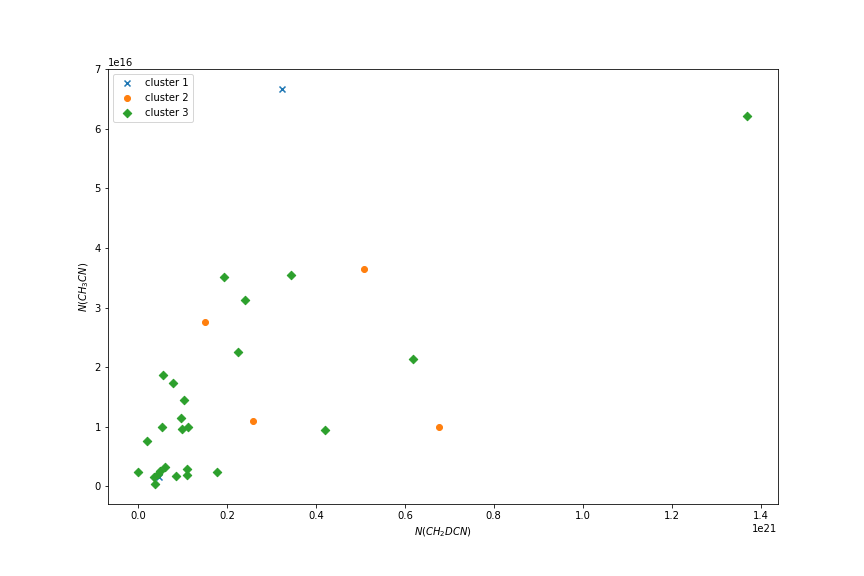 1e16
7
6
5
4
3
2
1
0
N(CH₃CN)
cluster 1
cluster 2
cluster 3
0.0 0.2 0.4 0.6 0.8 1.0 1.2 1.4
N(CH₂DCN)
1e21